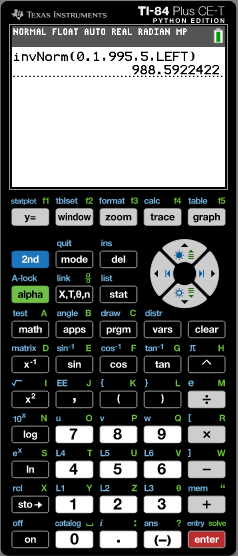 TEXAS INSTRUMENTS TI-84 Plus CE-T
PYTHON EDITION
NORMAL FLOAT AUTO REAL RADIAN MP
invNorm(0.1.995.5.LEFT)
988.5922422
statplot f1 tblset f2 format f3 calc f4 table f5
y= window zoom trace graph
quit ins
2nd mode del
A-lock link list
alpha X,T,θ,n stat
test A angle B draw C distr
math apps prgm vars clear
matrix D sin⁻¹ E cos⁻¹ F tan⁻¹ G π H
x⁻¹ sin cos tan ^
√ I EE J { K } L e M
x² , ( ) ÷
10ˣ N u O v P w Q [ R
log 7 8 9 ×
eˣ S L4 T L5 U L6 V ] W
ln 4 5 6 −
rcl X L1 Y L2 Z L3 θ mem "
sto→ 1 2 3 +
off catalog ␣ i : ans ? entry solve
on 0 . (−) enter